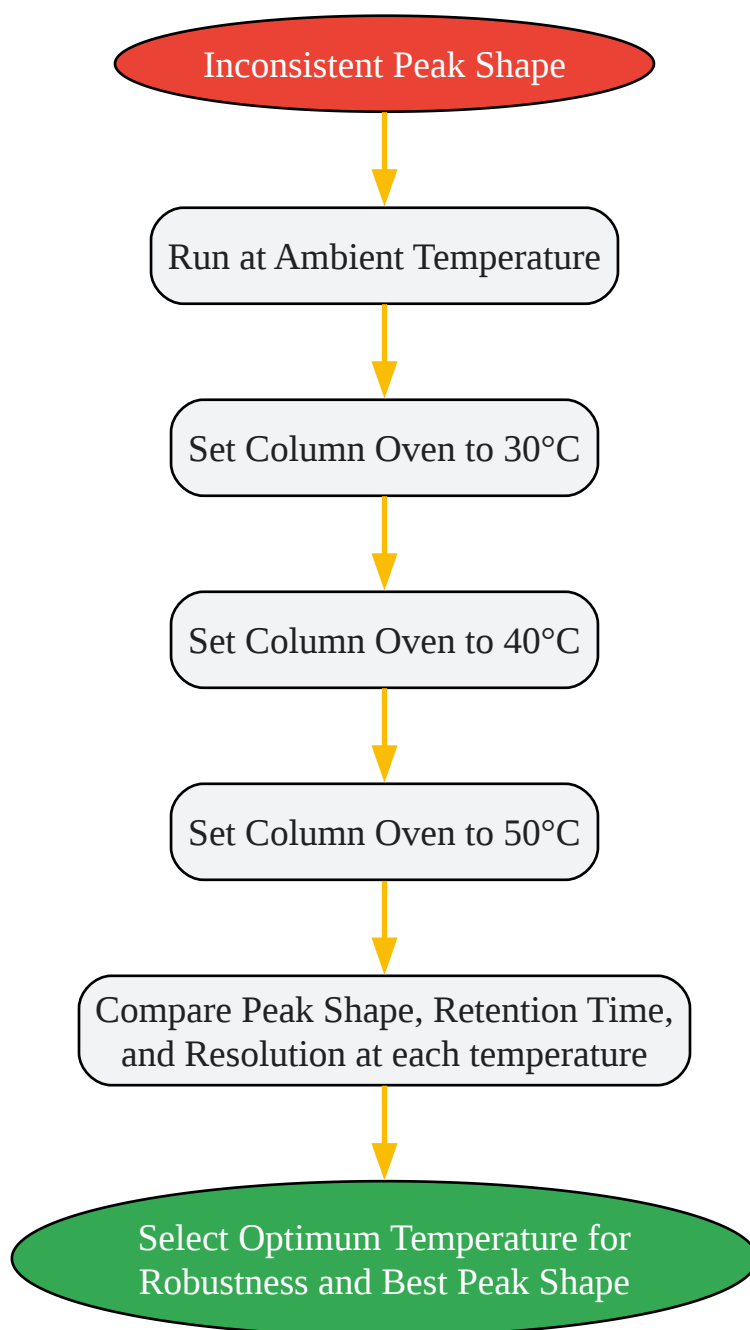 Inconsistent Peak Shape
Run at Ambient Temperature
Set Column Oven to 30°C
Set Column Oven to 40°C
Set Column Oven to 50°C
Compare Peak Shape, Retention Time,
and Resolution at each temperature
Select Optimum Temperature for
Robustness and Best Peak Shape